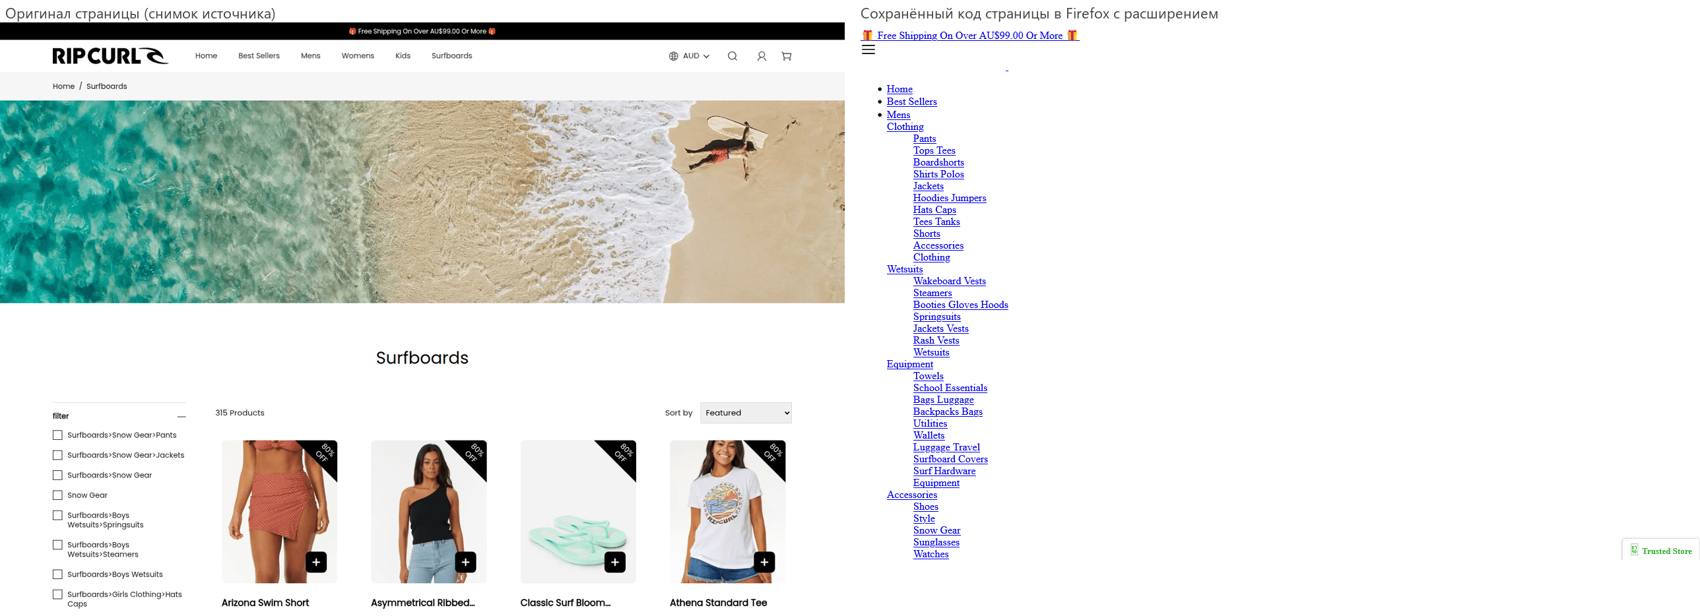 Оригинал страницы (снимок источника)
🎁 Free Shipping On Over AU$99.00 Or More 🎁
RIP CURL
Home Best Sellers Mens Womens Kids Surfboards
AUD
Home / Surfboards
Surfboards
filter
Surfboards>Snow Gear>Pants
Surfboards>Snow Gear>Jackets
Surfboards>Snow Gear
Snow Gear
Surfboards>Boys
Wetsuits>Springsuits
Surfboards>Boys
Wetsuits>Steamers
Surfboards>Boys Wetsuits
Surfboards>Girls Clothing>Hats
Caps
315 Products
Sort by Featured
80%
OFF
80%
OFF
80%
OFF
80%
OFF
Arizona Swim Short
Asymmetrical Ribbed...
Classic Surf Bloom...
Athena Standard Tee
Сохранённый код страницы в Firefox с расширением
🎁 Free Shipping On Over AU$99.00 Or More 🎁
Home
Best Sellers
Mens
Clothing
Pants
Tops Tees
Boardshorts
Shirts Polos
Jackets
Hoodies Jumpers
Hats Caps
Tees Tanks
Shorts
Accessories
Clothing
Wetsuits
Wakeboard Vests
Steamers
Booties Gloves Hoods
Springsuits
Jackets Vests
Rash Vests
Wetsuits
Equipment
Towels
School Essentials
Bags Luggage
Backpacks Bags
Utilities
Wallets
Luggage Travel
Surfboard Covers
Surf Hardware
Equipment
Accessories
Shoes
Style
Snow Gear
Sunglasses
Watches
Trusted Store